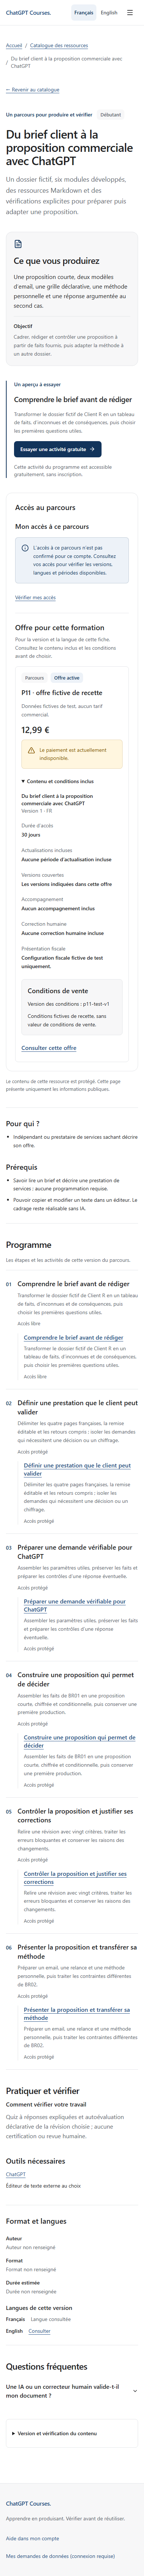 ChatGPT Courses.
Français
English
Accueil / Catalogue des ressources
/ Du brief client à la proposition commerciale avec
ChatGPT
← Revenir au catalogue
Un parcours pour produire et vérifier
Débutant
Du brief client à la
proposition commerciale
avec ChatGPT
Un dossier fictif, six modules développés,
des ressources Markdown et des
vérifications explicites pour préparer puis
adapter une proposition.
Ce que vous produirez
Une proposition courte, deux modèles
d'email, une grille déclarative, une méthode
personnelle et une réponse argumentée au
second cas.
Objectif
Cadrer, rédiger et contrôler une proposition à
partir de faits fournis, puis adapter la méthode à
un autre dossier.
Un aperçu à essayer
Comprendre le brief avant de rédiger
Transformer le dossier fictif de Client R en un tableau
de faits, d'inconnues et de conséquences, puis choisir
les premières questions utiles.
Essayer une activité gratuite →
Cette activité du programme est accessible
gratuitement, sans inscription.
Accès au parcours
Mon accès à ce parcours
L'accès à ce parcours n'est pas
confirmé pour ce compte. Consultez
vos accès pour vérifier les versions,
langues et périodes disponibles.
Vérifier mes accès
Offre pour cette formation
Pour la version et la langue de cette fiche.
Consultez le contenu inclus et les conditions
avant de choisir.
Parcours
Offre active
P11 · offre fictive de recette
Données fictives de test, aucun tarif
commercial.
12,99 €
Le paiement est actuellement
indisponible.
▼ Contenu et conditions inclus
Du brief client à la proposition
commerciale avec ChatGPT
Version 1 · FR
Durée d'accès
30 jours
Actualisations incluses
Aucune période d'actualisation incluse
Versions couvertes
Les versions indiquées dans cette offre
Accompagnement
Aucun accompagnement inclus
Correction humaine
Aucune correction humaine incluse
Présentation fiscale
Configuration fiscale fictive de test
uniquement.
Conditions de vente
Version des conditions : p11-test-v1
Conditions fictives de recette, sans
valeur de conditions de vente.
Consulter cette offre
Le contenu de cette ressource est protégé. Cette page
présente uniquement les informations publiques.
Pour qui ?
• Indépendant ou prestataire de services sachant décrire
son offre.
Prérequis
• Savoir lire un brief et décrire une prestation de
services ; aucune programmation requise.
• Pouvoir copier et modifier un texte dans un éditeur. Le
cadrage reste réalisable sans IA.
Programme
Les étapes et les activités de cette version du parcours.
01 Comprendre le brief avant de rédiger
Transformer le dossier fictif de Client R en un tableau
de faits, d'inconnues et de conséquences, puis
choisir les premières questions utiles.
Accès libre
Comprendre le brief avant de rédiger
Transformer le dossier fictif de Client R en un
tableau de faits, d'inconnues et de conséquences,
puis choisir les premières questions utiles.
Accès libre
02 Définir une prestation que le client peut
valider
Délimiter les quatre pages françaises, la remise
éditable et les retours compris ; isoler les demandes
qui nécessitent une décision ou un chiffrage.
Accès protégé
Définir une prestation que le client peut
valider
Délimiter les quatre pages françaises, la remise
éditable et les retours compris ; isoler les
demandes qui nécessitent une décision ou un
chiffrage.
Accès protégé
03 Préparer une demande vérifiable pour
ChatGPT
Assembler les paramètres utiles, préserver les faits et
préparer les contrôles d'une réponse éventuelle.
Accès protégé
Préparer une demande vérifiable pour
ChatGPT
Assembler les paramètres utiles, préserver les faits
et préparer les contrôles d'une réponse
éventuelle.
Accès protégé
04 Construire une proposition qui permet
de décider
Assembler les faits de BR01 en une proposition
courte, chiffrée et conditionnelle, puis conserver une
première production.
Accès protégé
Construire une proposition qui permet de
décider
Assembler les faits de BR01 en une proposition
courte, chiffrée et conditionnelle, puis conserver
une première production.
Accès protégé
05 Contrôler la proposition et justifier ses
corrections
Relire une révision avec vingt critères, traiter les
erreurs bloquantes et conserver les raisons des
changements.
Accès protégé
Contrôler la proposition et justifier ses
corrections
Relire une révision avec vingt critères, traiter les
erreurs bloquantes et conserver les raisons des
changements.
Accès protégé
06 Présenter la proposition et transférer sa
méthode
Préparer un email, une relance et une méthode
personnelle, puis traiter les contraintes différentes
de BR02.
Accès protégé
Présenter la proposition et transférer sa
méthode
Préparer un email, une relance et une méthode
personnelle, puis traiter les contraintes différentes
de BR02.
Accès protégé
Pratiquer et vérifier
Comment vérifier votre travail
Quiz à réponses expliquées et autoévaluation
déclarative de la révision choisie ; aucune
certification ou revue humaine.
Outils nécessaires
ChatGPT
Éditeur de texte externe au choix
Format et langues
Auteur
Auteur non renseigné
Format
Format non renseigné
Durée estimée
Durée non renseignée
Langues de cette version
Français Langue consultée
English Consulter
Questions fréquentes
Une IA ou un correcteur humain valide-t-il
mon document ?
► Version et vérification du contenu
ChatGPT Courses.
Apprendre en produisant. Vérifier avant de réutiliser.
Aide dans mon compte
Mes demandes de données (connexion requise)